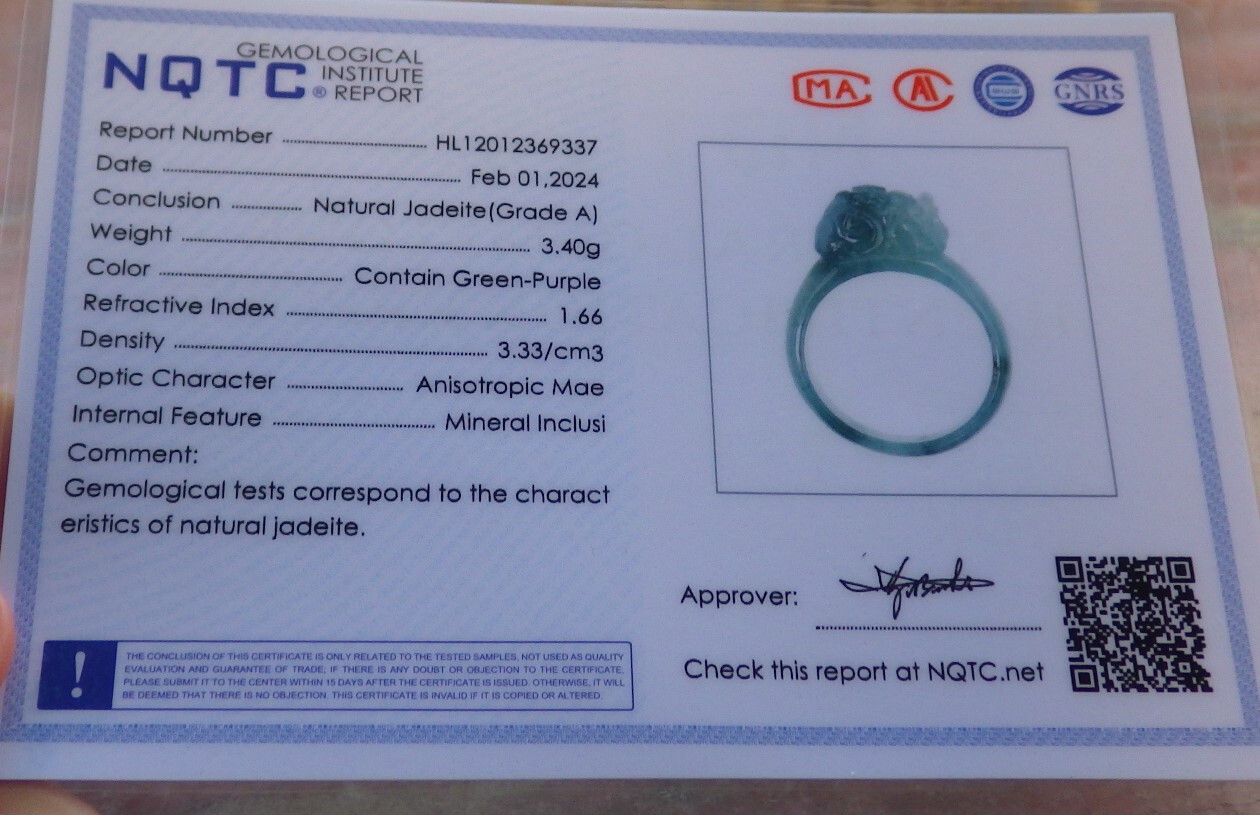 NQTC® GEMOLOGICAL
INSTITUTE
REPORT
Report Number HL12012369337
Date Feb 01,2024
Conclusion Natural Jadeite(Grade A)
Weight 3.40g
Color Contain Green-Purple
Refractive Index 1.66
Density 3.33/cm3
Optic Character Anisotropic Mae
Internal Feature Mineral Inclusi
Comment:
Gemological tests correspond to the charact
eristics of natural jadeite.
! THE CONCLUSION OF THIS CERTIFICATE IS ONLY RELATED TO THE TESTED SAMPLES, NOT USED AS QUALITY
EVALUATION AND GUARANTEE OF TRADE, IF THERE IS ANY DOUBT OR OBJECTION TO THE CERTIFICATE,
PLEASE SUBMIT IT TO THE CENTER WITHIN 15 DAYS AFTER THE CERTIFICATE IS ISSUED. OTHERWISE, IT WILL
BE DEEMED THAT THERE IS NO OBJECTION. THIS CERTIFICATE IS INVALID IF IT IS COPIED OR ALTERED.
MA GNRS
Approver:
Check this report at NQTC.net